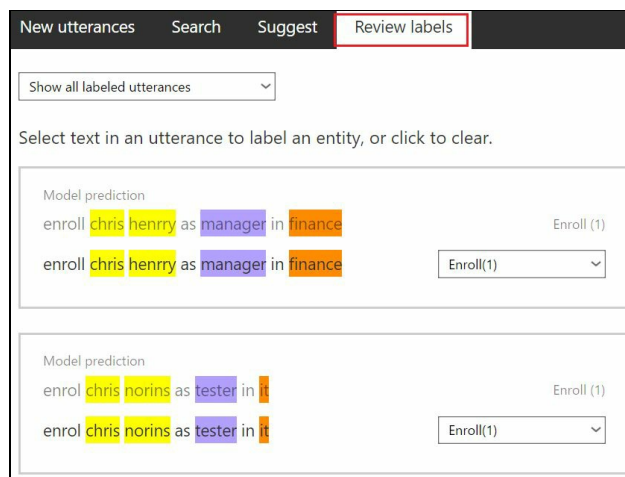 New utterances Search Suggest Review labels
Show all labeled utterances
Select text in an utterance to label an entity, or click to clear.
Model prediction
enroll chris henrry as manager in finance Enroll (1)
enroll chris henrry as manager in finance Enroll(1)
Model prediction
enrol chris norins as tester in it Enroll (1)
enrol chris norins as tester in it Enroll(1)